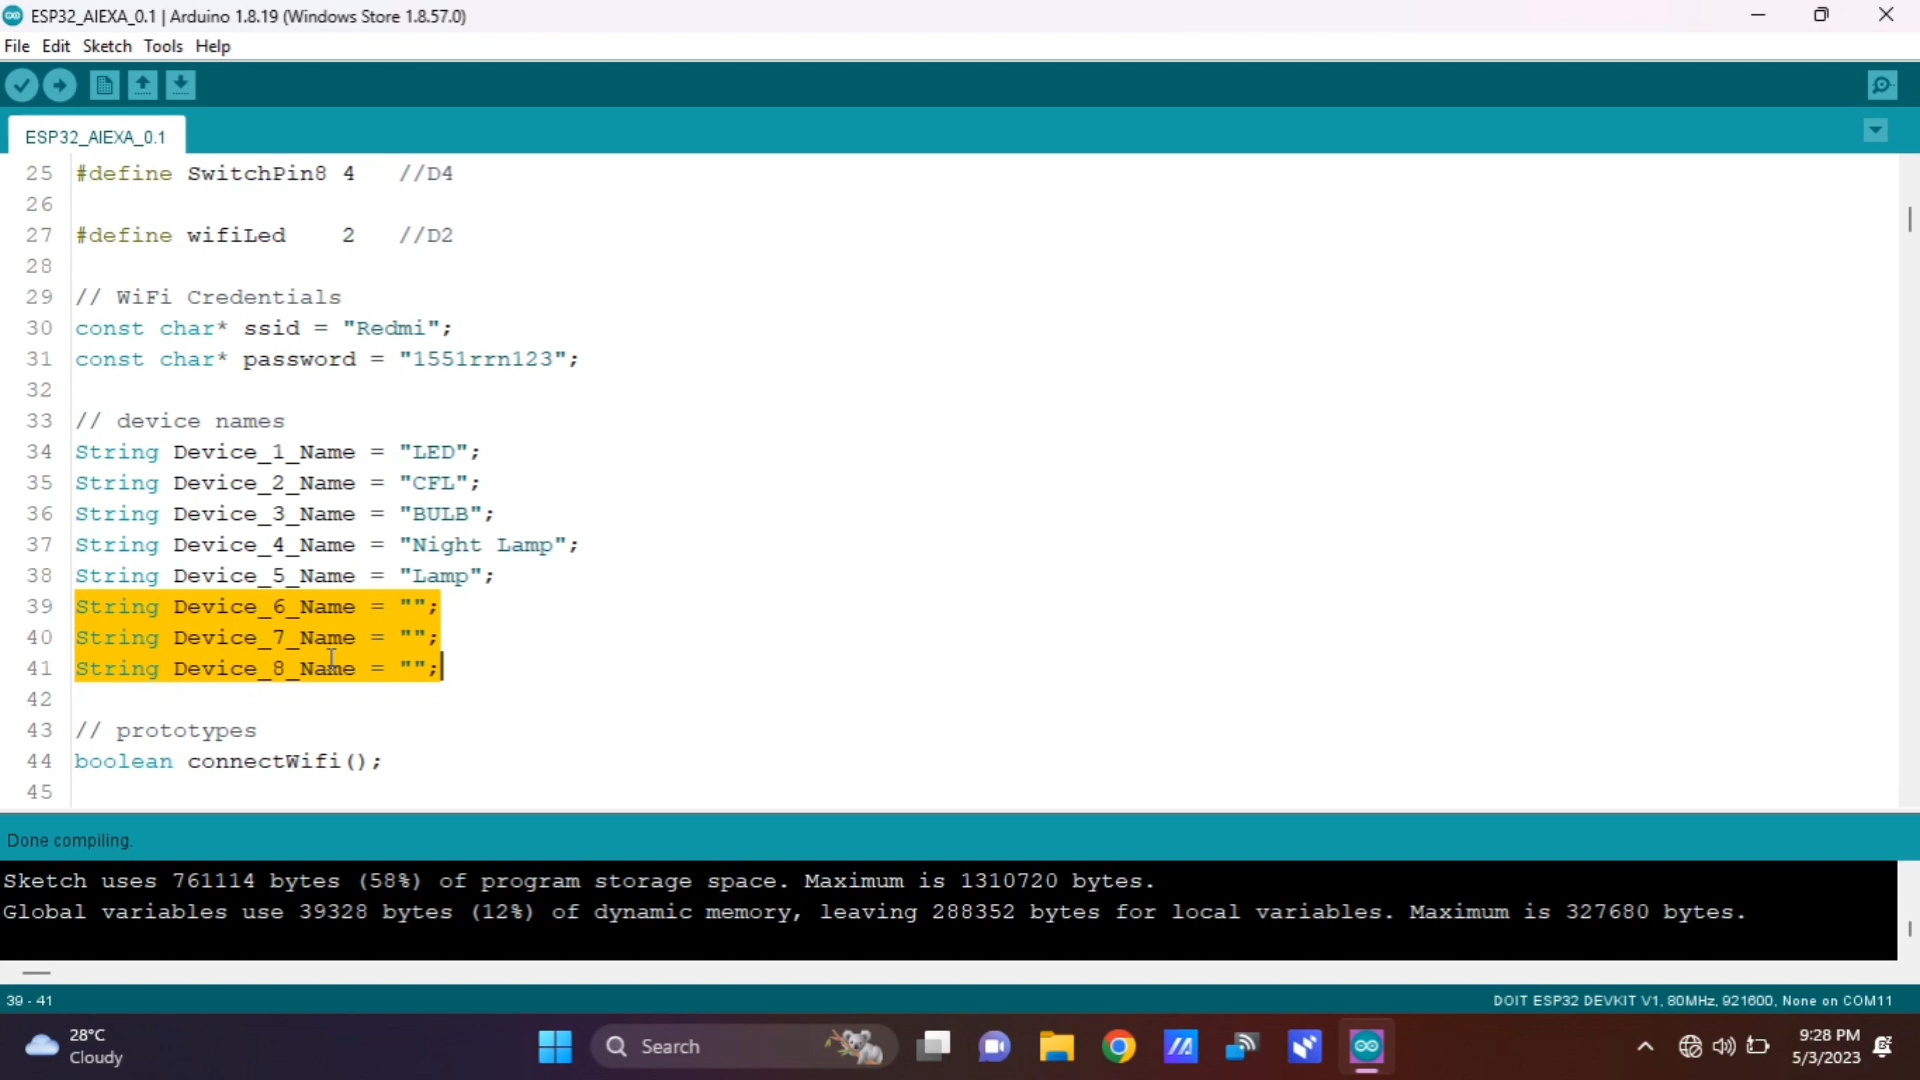 ESP32_AIEXA_0.1 | Arduino 1.8.19 (Windows Store 1.8.57.0)
File Edit Sketch Tools Help
ESP32_AIEXA_0.1
25 #define SwitchPin8 4 //D4
26
27 #define wifiLed 2 //D2
28
29 // WiFi Credentials
30 const char* ssid = "Redmi";
31 const char* password = "1551rrn123";
32
33 // device names
34 String Device_1_Name = "LED";
35 String Device_2_Name = "CFL";
36 String Device_3_Name = "BULB";
37 String Device_4_Name = "Night Lamp";
38 String Device_5_Name = "Lamp";
39 String Device_6_Name = "";
40 String Device_7_Name = "";
41 String Device_8_Name = "";
42
43 // prototypes
44 boolean connectWifi();
45
Done compiling.
Sketch uses 761114 bytes (58%) of program storage space. Maximum is 1310720 bytes.
Global variables use 39328 bytes (12%) of dynamic memory, leaving 288352 bytes for local variables. Maximum is 327680 bytes.
39 - 41 DOIT ESP32 DEVKIT V1, 80MHz, 921600, None on COM11
28°C
Cloudy
Search
9:28 PM
5/3/2023